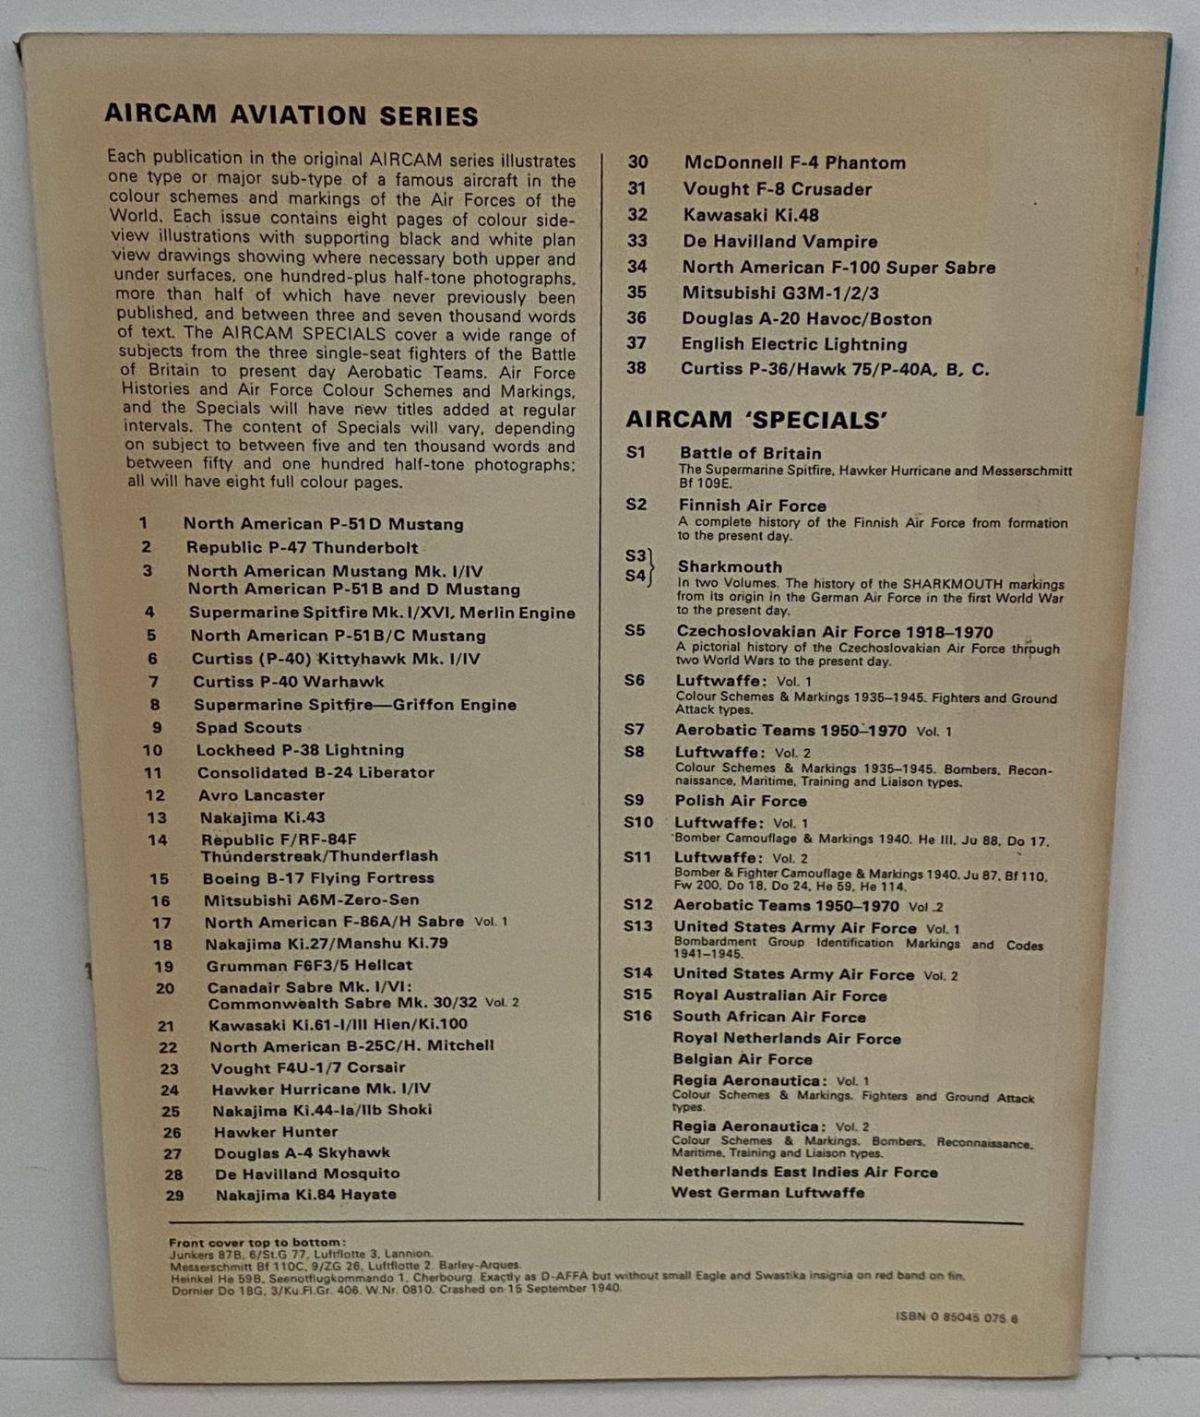 AIRCAM AVIATION SERIES
Each publication in the original AIRCAM series illustrates
one type or major sub-type of a famous aircraft in the
colour schemes and markings of the Air Forces of the
World. Each issue contains eight pages of colour side-
view illustrations with supporting black and white plan
view drawings showing where necessary both upper and
under surfaces, one hundred-plus half-tone photographs,
more than half of which have never previously been
published, and between three and seven thousand words
of text. The AIRCAM SPECIALS cover a wide range of
subjects from the three single-seat fighters of the Battle
of Britain to present day Aerobatic Teams. Air Force
Histories and Air Force Colour Schemes and Markings,
and the Specials will have new titles added at regular
intervals. The content of Specials will vary, depending
on subject to between five and ten thousand words and
between fifty and one hundred half-tone photographs;
all will have eight full colour pages.
1 North American P-51D Mustang
2 Republic P-47 Thunderbolt
3 North American Mustang Mk. I/IV
North American P-51B and D Mustang
4 Supermarine Spitfire Mk. I/XVI, Merlin Engine
5 North American P-51B/C Mustang
6 Curtiss (P-40) Kittyhawk Mk. I/IV
7 Curtiss P-40 Warhawk
8 Supermarine Spitfire—Griffon Engine
9 Spad Scouts
10 Lockheed P-38 Lightning
11 Consolidated B-24 Liberator
12 Avro Lancaster
13 Nakajima Ki.43
14 Republic F/RF-84F
Thunderstreak/Thunderflash
15 Boeing B-17 Flying Fortress
16 Mitsubishi A6M-Zero-Sen
17 North American F-86A/H Sabre Vol. 1
18 Nakajima Ki.27/Manshu Ki.79
19 Grumman F6F3/5 Hellcat
20 Canadair Sabre Mk. I/VI:
Commonwealth Sabre Mk. 30/32 Vol. 2
21 Kawasaki Ki.61-I/III Hien/Ki.100
22 North American B-25C/H. Mitchell
23 Vought F4U-1/7 Corsair
24 Hawker Hurricane Mk. I/IV
25 Nakajima Ki.44-Ia/IIb Shoki
26 Hawker Hunter
27 Douglas A-4 Skyhawk
28 De Havilland Mosquito
29 Nakajima Ki.84 Hayate
30 McDonnell F-4 Phantom
31 Vought F-8 Crusader
32 Kawasaki Ki.48
33 De Havilland Vampire
34 North American F-100 Super Sabre
35 Mitsubishi G3M-1/2/3
36 Douglas A-20 Havoc/Boston
37 English Electric Lightning
38 Curtiss P-36/Hawk 75/P-40A, B, C.
AIRCAM 'SPECIALS'
S1 Battle of Britain
The Supermarine Spitfire, Hawker Hurricane and Messerschmitt
Bf 109E.
S2 Finnish Air Force
A complete history of the Finnish Air Force from formation
to the present day.
S3
S4 Sharkmouth
In two Volumes. The history of the SHARKMOUTH markings
from its origin in the German Air Force in the first World War
to the present day.
S5 Czechoslovakian Air Force 1918–1970
A pictorial history of the Czechoslovakian Air Force through
two World Wars to the present day.
S6 Luftwaffe: Vol. 1
Colour Schemes & Markings 1935–1945. Fighters and Ground
Attack types.
S7 Aerobatic Teams 1950–1970 Vol. 1
S8 Luftwaffe: Vol. 2
Colour Schemes & Markings 1935–1945. Bombers, Recon-
naissance, Maritime, Training and Liaison types.
S9 Polish Air Force
S10 Luftwaffe: Vol. 1
Bomber Camouflage & Markings 1940. He III, Ju 88, Do 17.
S11 Luftwaffe: Vol. 2
Bomber & Fighter Camouflage & Markings 1940. Ju 87, Bf 110,
Fw 200, Do 18, Do 24, He 59, He 114.
S12 Aerobatic Teams 1950–1970 Vol .2
S13 United States Army Air Force Vol. 1
Bombardment Group Identification Markings and Codes
1941–1945.
S14 United States Army Air Force Vol. 2
S15 Royal Australian Air Force
S16 South African Air Force
Royal Netherlands Air Force
Belgian Air Force
Regia Aeronautica: Vol. 1
Colour Schemes & Markings. Fighters and Ground Attack
types.
Regia Aeronautica: Vol. 2
Colour Schemes & Markings. Bombers, Reconnaissance,
Maritime, Training and Liaison types.
Netherlands East Indies Air Force
West German Luftwaffe
Front cover top to bottom:
Junkers 87B, 6/St.G 77, Luftflotte 3, Lannion.
Messerschmitt Bf 110C, 9/ZG 26, Luftflotte 2. Barley-Arques.
Heinkel He 59B, Seenotflugkommando 1, Cherbourg. Exactly as D-AFFA but without small Eagle and Swastika insignia on red band on fin.
Dornier Do 18G, 3/Ku.Fl.Gr. 406. W.Nr. 0810. Crashed on 15 September 1940.
ISBN 0 85045 075 6